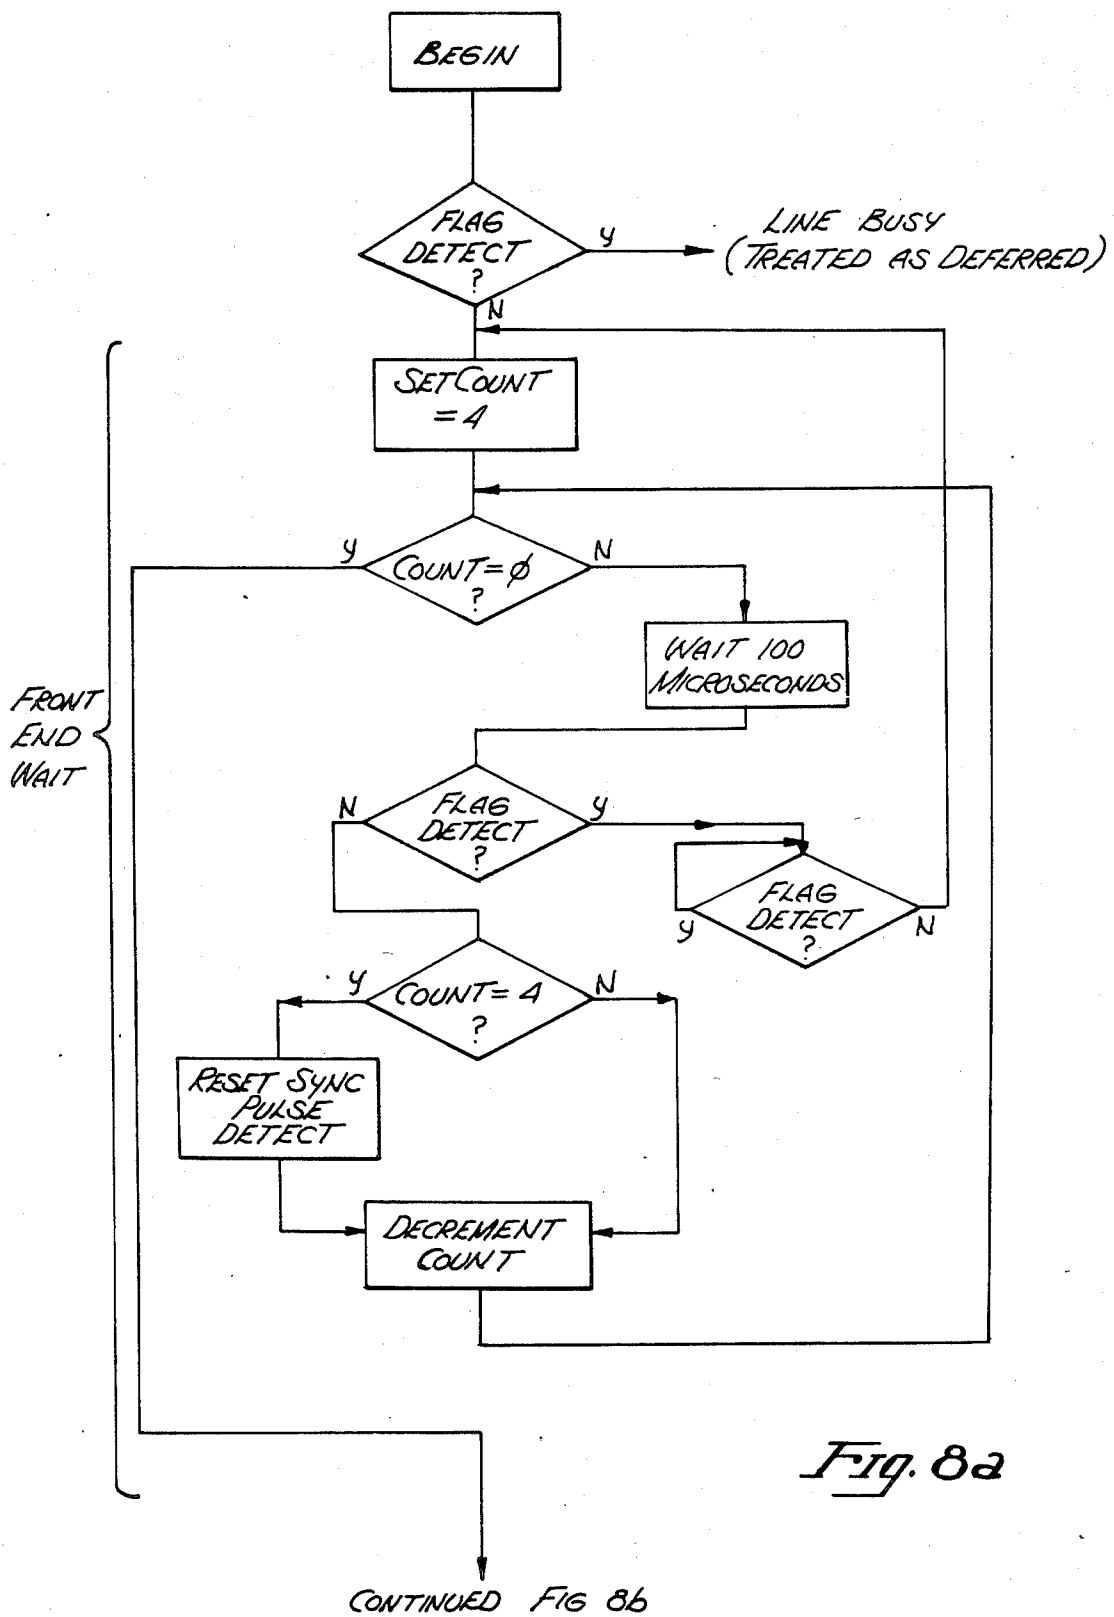 BEGIN
FLAG
DETECT
?
Y
LINE BUSY
(TREATED AS DEFERRED)
N
SET COUNT
= 4
Y
COUNT = ϕ
?
N
WAIT 100
MICROSECONDS
FRONT
END
WAIT
N
FLAG
DETECT
?
Y
FLAG
DETECT
?
Y
N
Y
COUNT = 4
?
N
RESET SYNC
PULSE
DETECT
DECREMENT
COUNT
Fig. 8a
CONTINUED FIG 8b